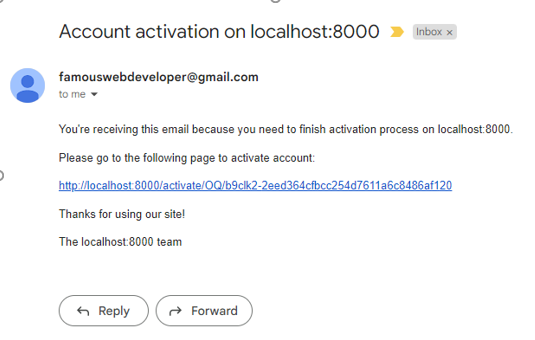 Account activation on localhost:8000 Inbox ×
famouswebdeveloper@gmail.com
to me
You're receiving this email because you need to finish activation process on localhost:8000.
Please go to the following page to activate account:
http://localhost:8000/activate/OQ/b9clk2-2eed364cfbcc254d7611a6c8486af120
Thanks for using our site!
The localhost:8000 team
Reply Forward